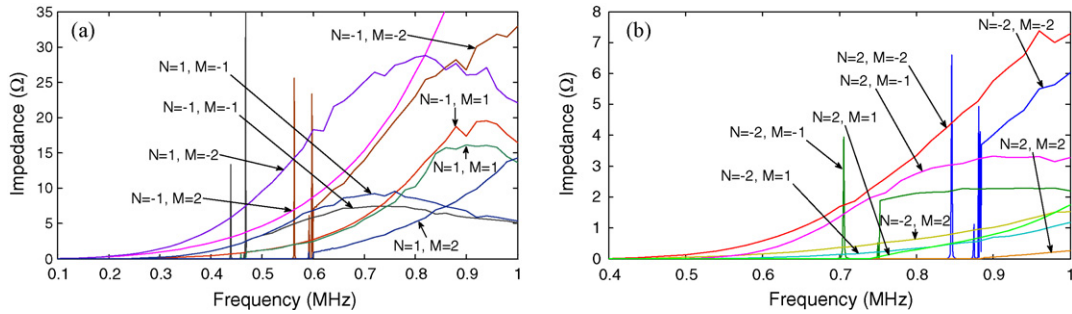 (a)
Impedance (Ω)
35
30
25
20
15
10
5
0
N=-1, M=-2
N=1, M=-1
N=-1, M=-1
N=1, M=-2
N=-1, M=2
N=-1, M=1
N=1, M=1
N=1, M=2
0.1 0.2 0.3 0.4 0.5 0.6 0.7 0.8 0.9 1
Frequency (MHz)
(b)
Impedance (Ω)
8
7
6
5
4
3
2
1
0
N=-2, M=-2
N=2, M=-2
N=2, M=-1
N=-2, M=-1
N=2, M=1
N=-2, M=1
N=2, M=2
N=-2, M=2
0.4 0.5 0.6 0.7 0.8 0.9 1
Frequency (MHz)